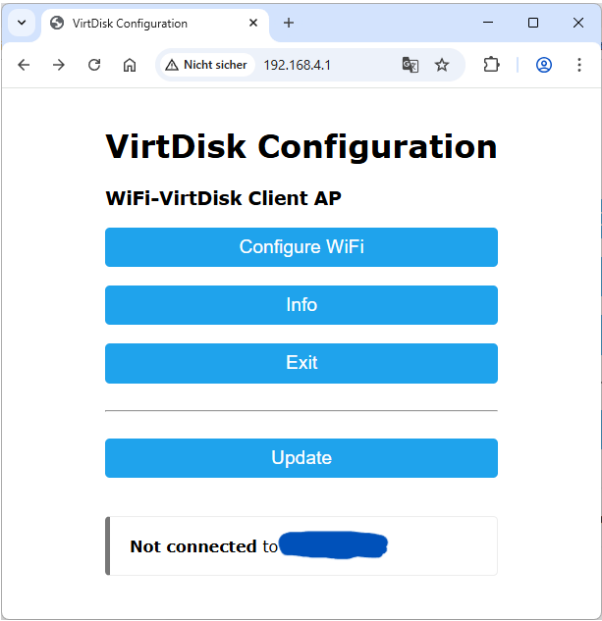 VirtDisk Configuration
Nicht sicher 192.168.4.1
VirtDisk Configuration
WiFi-VirtDisk Client AP
Configure WiFi
Info
Exit
Update
Not connected to